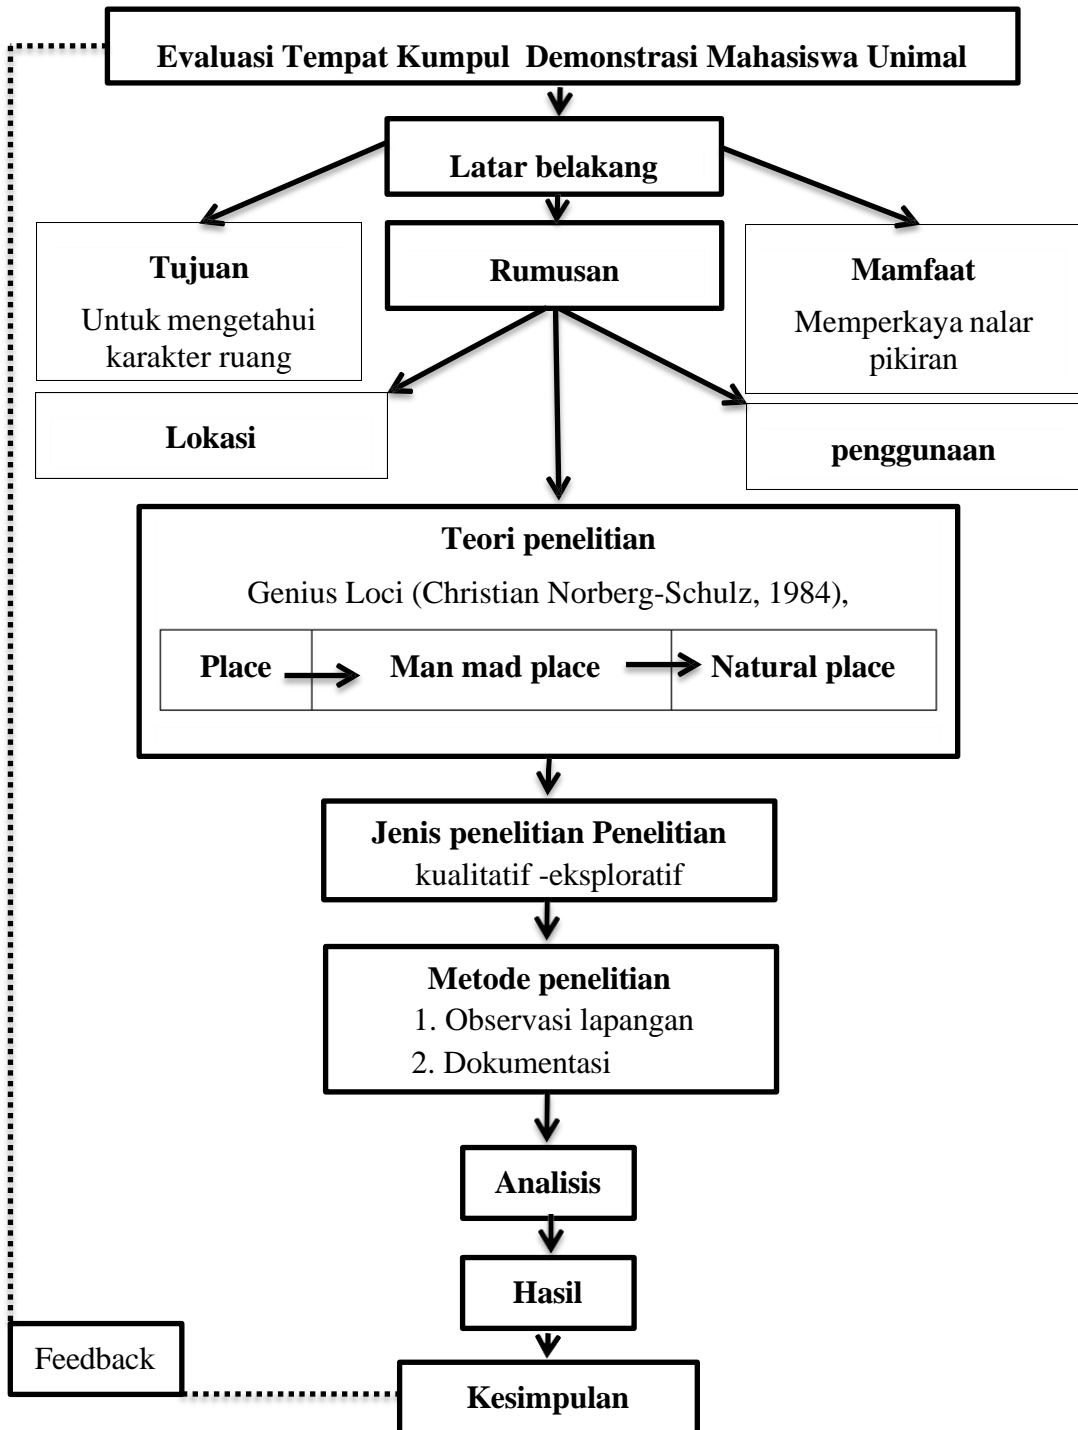 Evaluasi Tempat Kumpul Demonstrasi Mahasiswa Unimal
Latar belakang
Tujuan
Untuk mengetahui
karakter ruang
Rumusan
Mamfaat
Memperkaya nalar
pikiran
Lokasi
penggunaan
Teori penelitian
Genius Loci (Christian Norberg-Schulz, 1984),
Place
Man mad place
Natural place
Jenis penelitian Penelitian
kualitatif -eksploratif
Metode penelitian
1. Observasi lapangan
2. Dokumentasi
Analisis
Hasil
Feedback
Kesimpulan